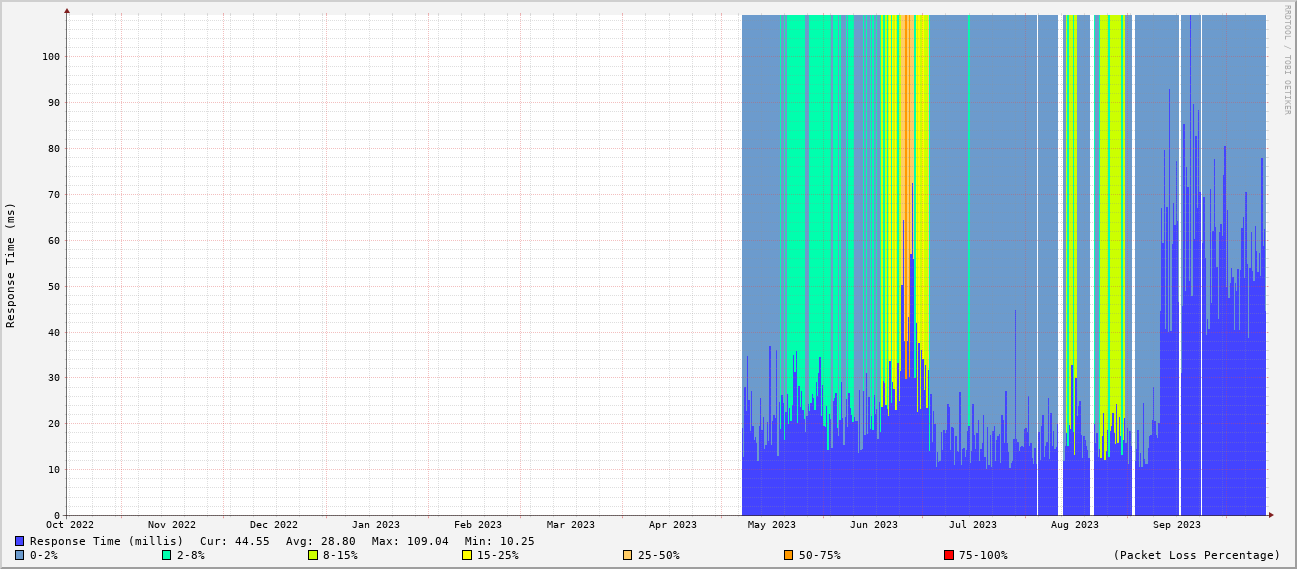 RRDTOOL / TOBI OETIKER
Response Time (ms)
100
90
80
70
60
50
40
30
20
10
0
Oct 2022 Nov 2022 Dec 2022 Jan 2023 Feb 2023 Mar 2023 Apr 2023 May 2023 Jun 2023 Jul 2023 Aug 2023 Sep 2023
Response Time (millis) Cur: 44.55 Avg: 28.80 Max: 109.04 Min: 10.25
0-2% 2-8% 8-15% 15-25% 25-50% 50-75% 75-100% (Packet Loss Percentage)